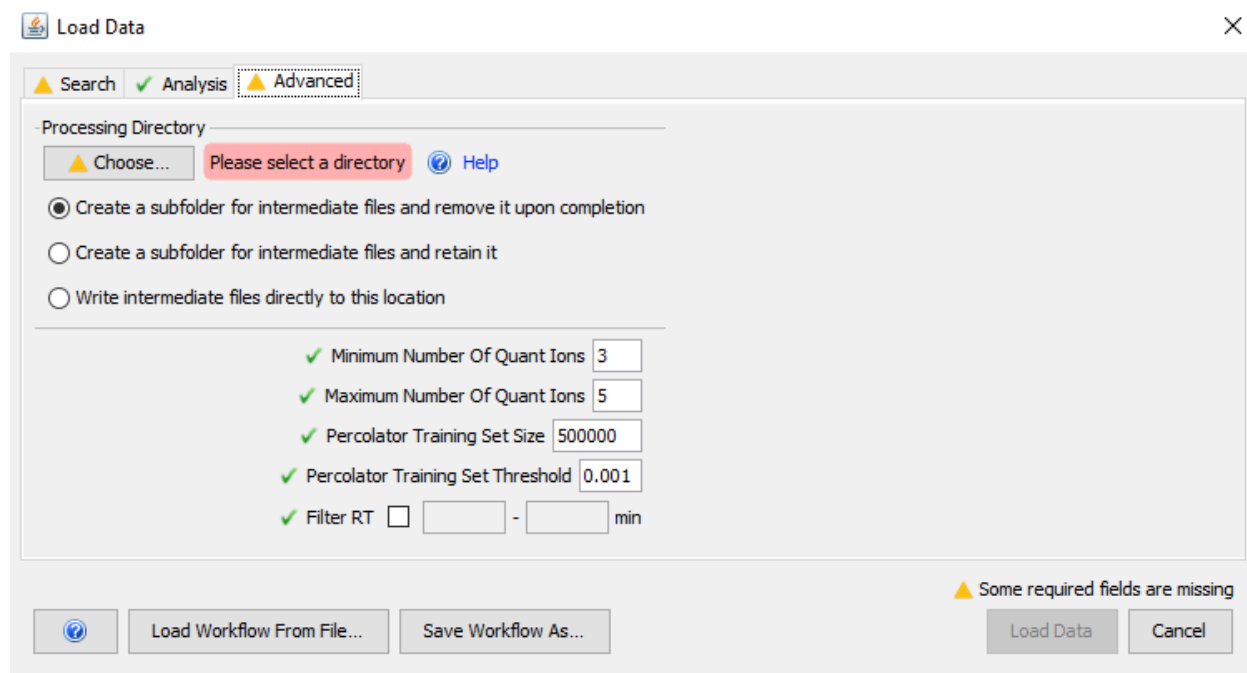 Load Data
Search Analysis Advanced
Processing Directory
Choose... Please select a directory Help
Create a subfolder for intermediate files and remove it upon completion
Create a subfolder for intermediate files and retain it
Write intermediate files directly to this location
Minimum Number Of Quant Ions 3
Maximum Number Of Quant Ions 5
Percolator Training Set Size 500000
Percolator Training Set Threshold 0.001
Filter RT - min
Some required fields are missing
Load Workflow From File... Save Workflow As... Load Data Cancel